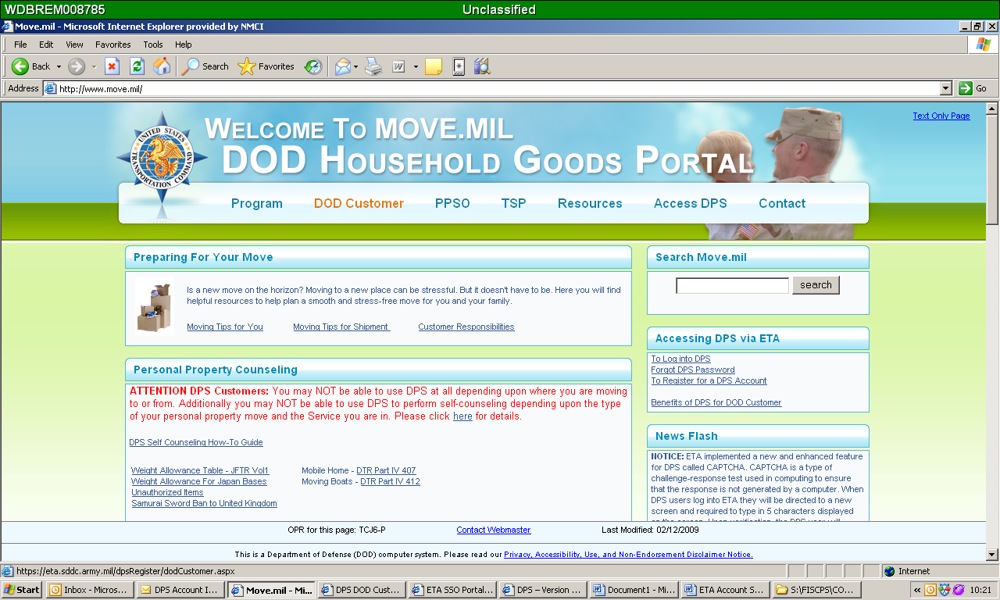 WDBREM008785
Unclassified
Move.mil - Microsoft Internet Explorer provided by NMCI
File Edit View Favorites Tools Help
Back Search Favorites
Address http://www.move.mil/ Go
Text Only Page
UNITED STATES TRANSPORTATION COMMAND
WELCOME TO MOVE.MIL
DOD HOUSEHOLD GOODS PORTAL
Program DOD Customer PPSO TSP Resources Access DPS Contact
Preparing For Your Move
Is a new move on the horizon? Moving to a new place can be stressful. But it doesn't have to be. Here you will find
helpful resources to help plan a smooth and stress-free move for you and your family.
Moving Tips for You Moving Tips for Shipment Customer Responsibilities
Personal Property Counseling
ATTENTION DPS Customers: You may NOT be able to use DPS at all depending upon where you are moving
to or from. Additionally you may NOT be able to use DPS to perform self-counseling depending upon the type
of your personal property move and the Service you are in. Please click here for details.
DPS Self Counseling How-To Guide
Weight Allowance Table - JFTR Vol1 Mobile Home - DTR Part IV 407
Weight Allowance For Japan Bases Moving Boats - DTR Part IV 412
Unauthorized Items
Samurai Sword Ban to United Kingdom
Search Move.mil
search
Accessing DPS via ETA
To Log into DPS
Forgot DPS Password
To Register for a DPS Account
Benefits of DPS for DOD Customer
News Flash
NOTICE: ETA implemented a new and enhanced feature
for DPS called CAPTCHA. CAPTCHA is a type of
challenge-response test used in computing to ensure
that the response is not generated by a computer. When
DPS users log into ETA they will be directed to a new
screen and required to type in 5 characters displayed
OPR for this page: TCJ6-P Contact Webmaster Last Modified: 02/12/2009
This is a Department of Defense (DOD) computer system. Please read our Privacy, Accessibility, Use, and Non-Endorsement Disclaimer Notice.
https://eta.sddc.army.mil/dpsRegister/dodCustomer.aspx Internet
Start Inbox - Micros... DPS Account I... Move.mil - Mi... DPS DOD Cust... ETA SSO Portal... DPS – Version ... Document1 - Mi... ETA Account S... S:\FISCPS\CO... « 10:21